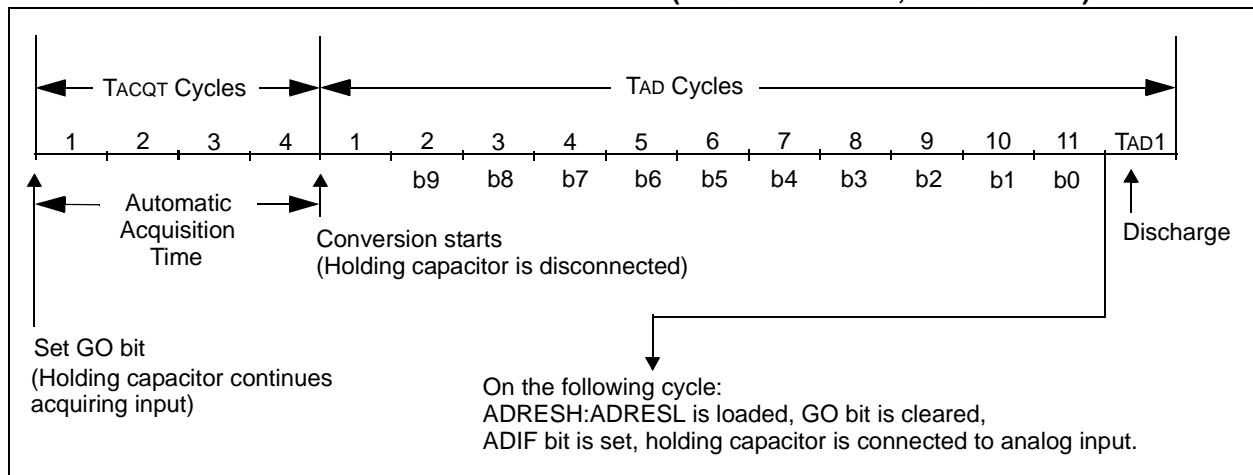 TACQT Cycles
TAD Cycles
1 2 3 4 1 2 3 4 5 6 7 8 9 10 11 TAD1
b9 b8 b7 b6 b5 b4 b3 b2 b1 b0
Automatic
Acquisition
Time
Conversion starts
(Holding capacitor is disconnected)
Discharge
Set GO bit
(Holding capacitor continues
acquiring input)
On the following cycle:
ADRESH:ADRESL is loaded, GO bit is cleared,
ADIF bit is set, holding capacitor is connected to analog input.